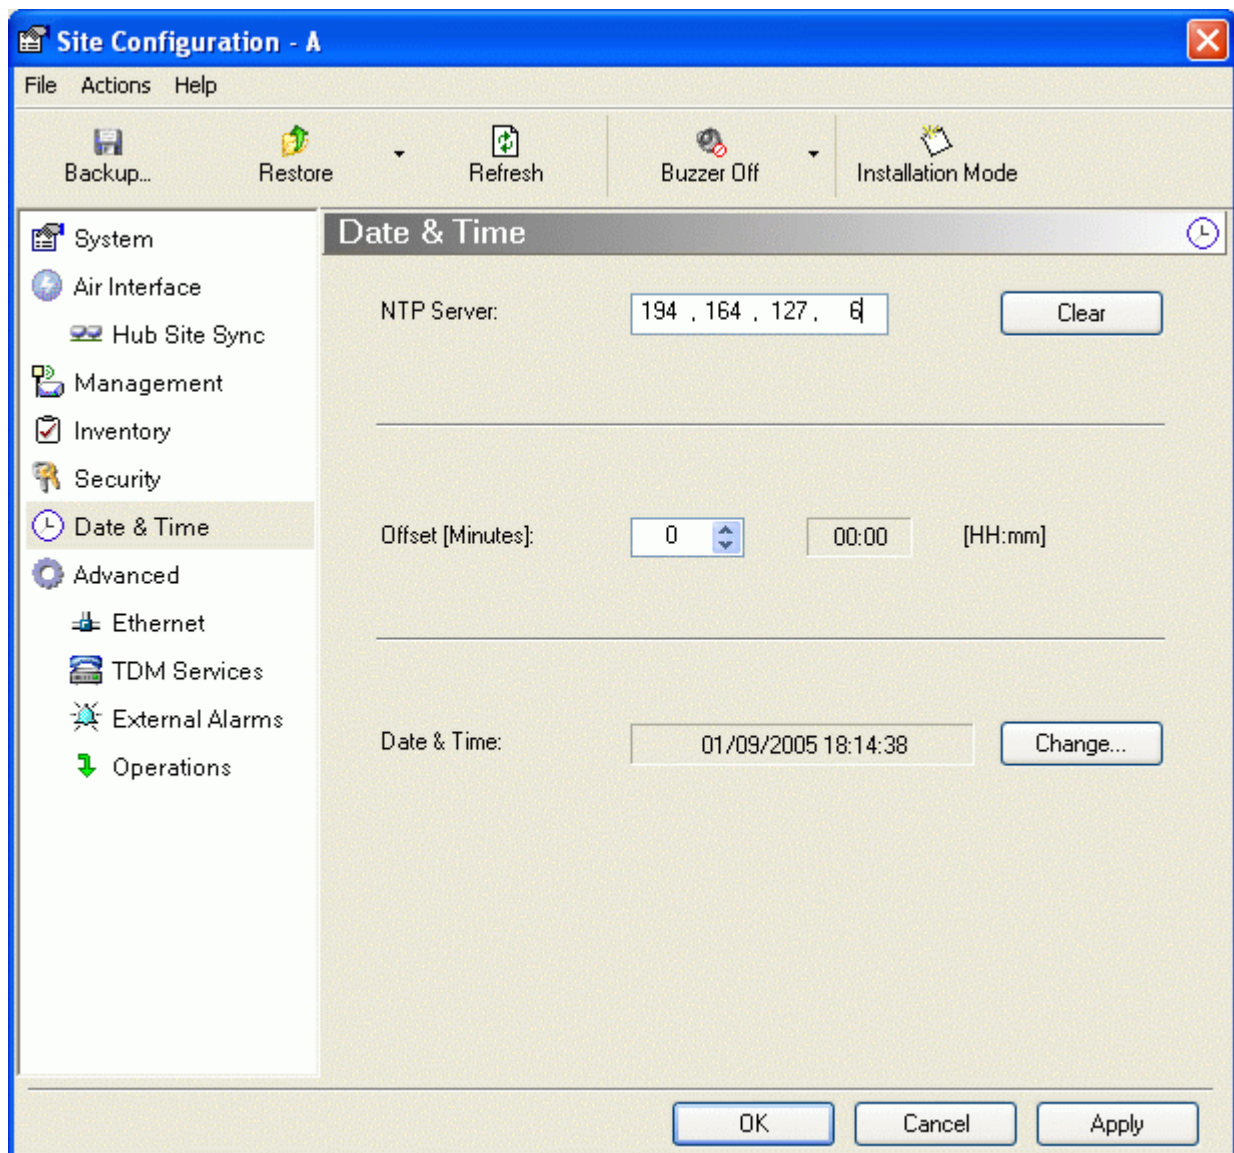 Site Configuration - A
File Actions Help
Backup... Restore Refresh Buzzer Off Installation Mode
System
Air Interface
Hub Site Sync
Management
Inventory
Security
Date & Time
Advanced
Ethernet
TDM Services
External Alarms
Operations
Date & Time
NTP Server: 194 . 164 . 127 . 6 Clear
Offset [Minutes]: 0 00:00 [HH:mm]
Date & Time: 01/09/2005 18:14:38 Change...
OK Cancel Apply